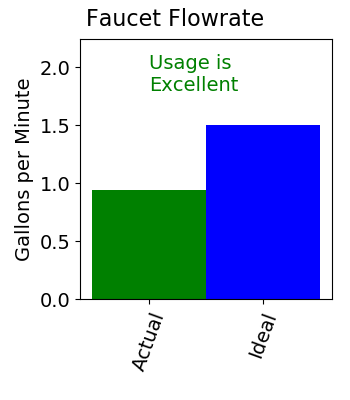 Faucet Flowrate
Usage is
Excellent
Gallons per Minute
2.0
1.5
1.0
0.5
0.0
Actual
Ideal